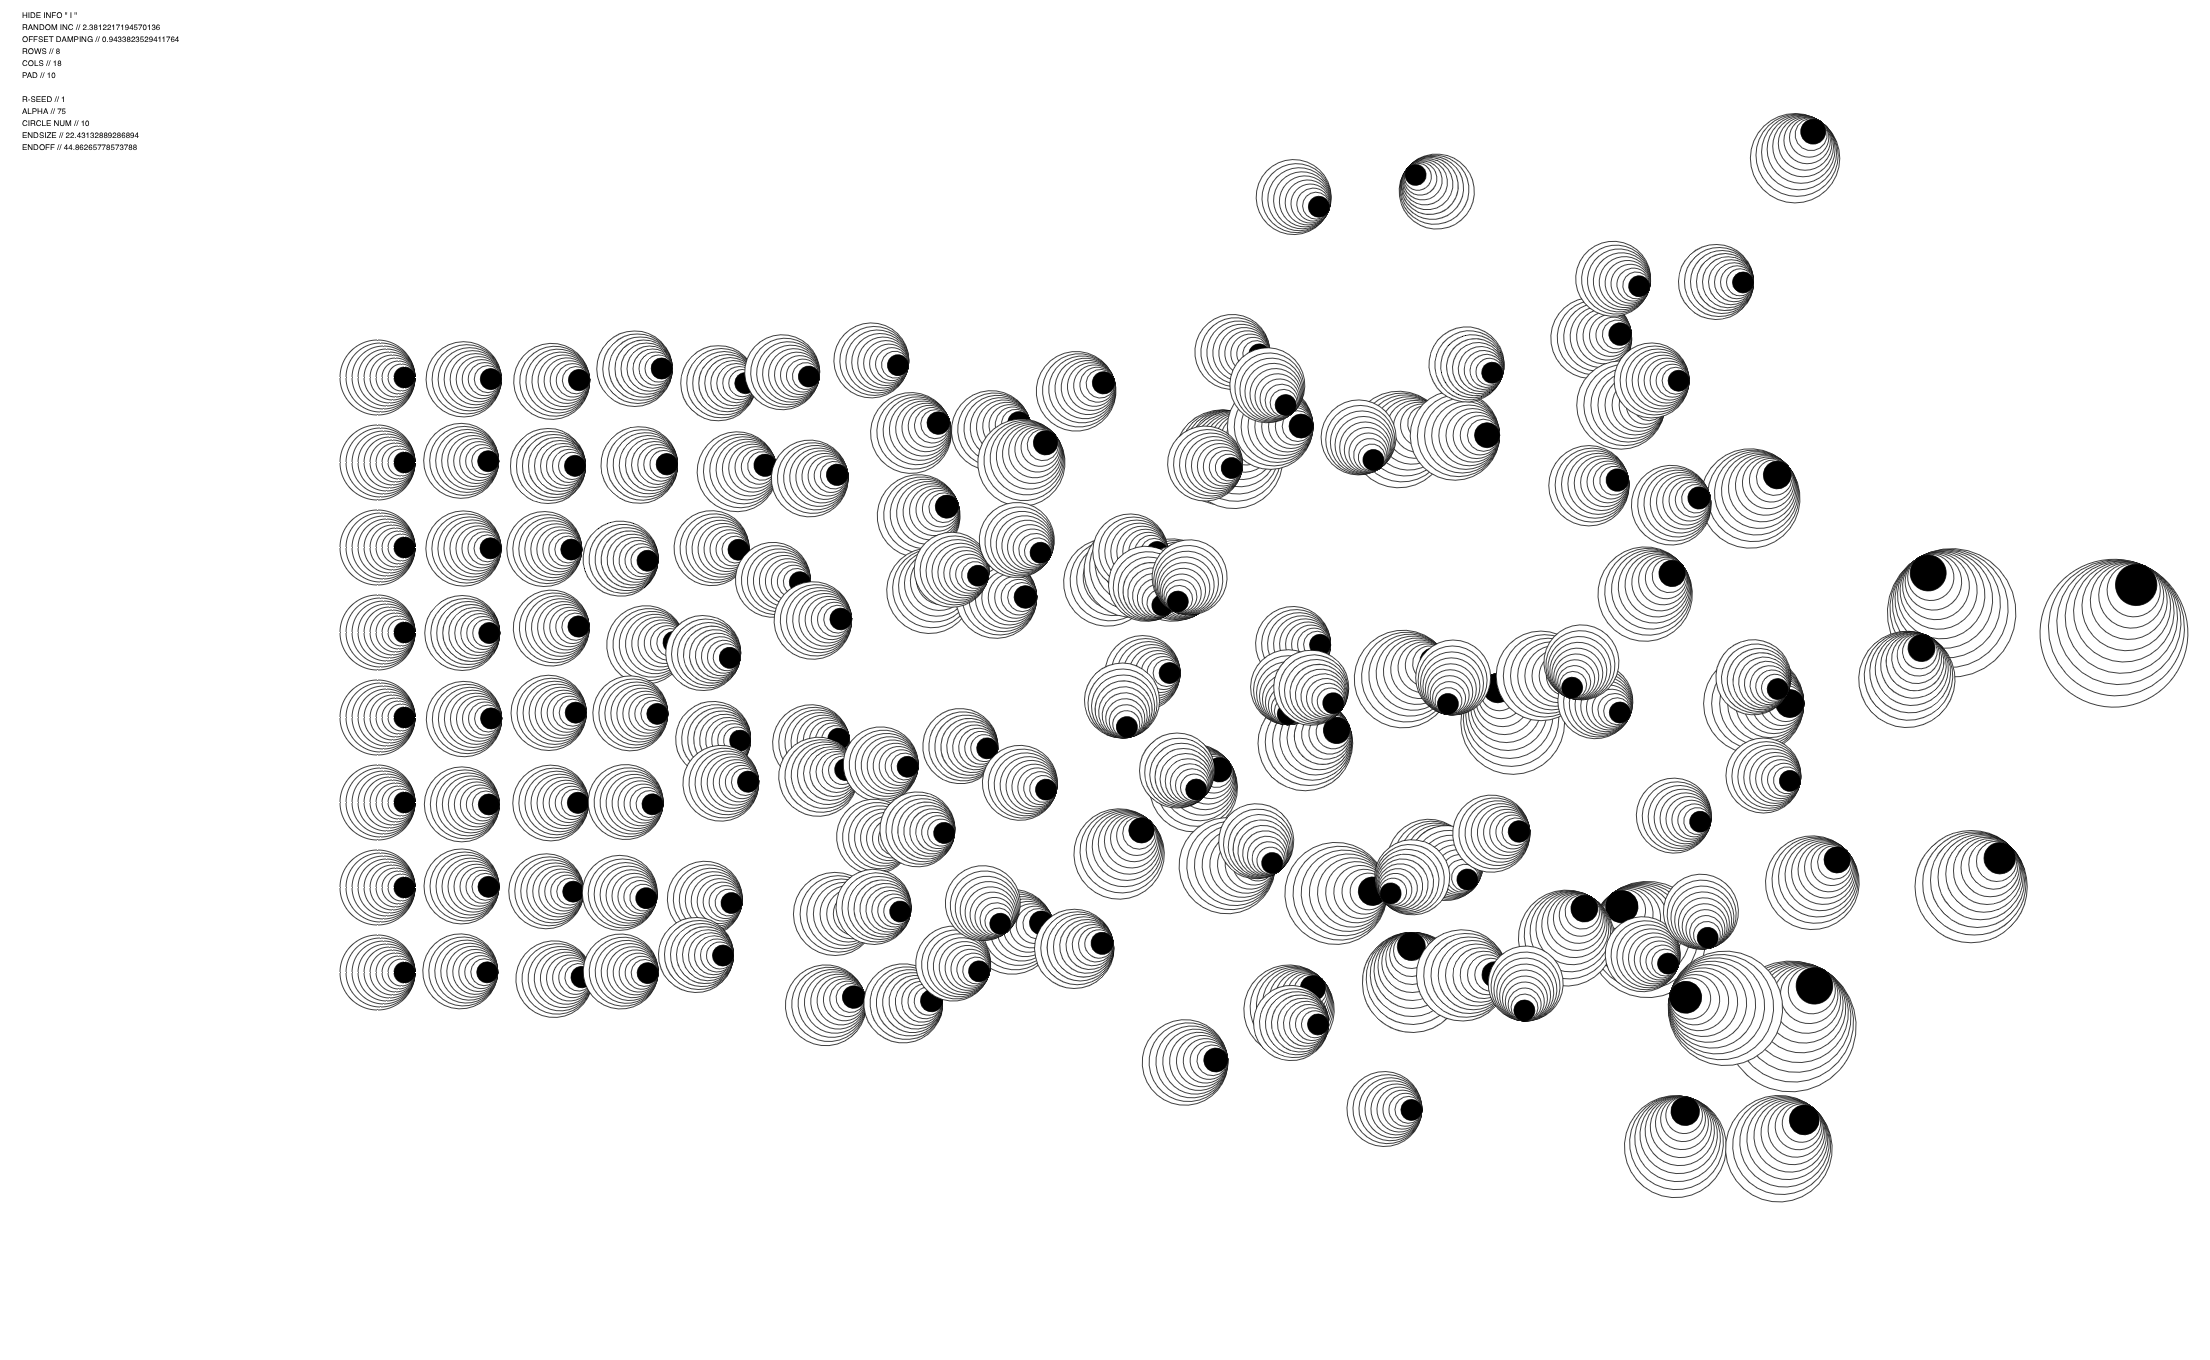 HIDE INFO " I "
RANDOM INC // 2.3812217194570136
OFFSET DAMPING // 0.9433823529411764
ROWS // 8
COLS // 18
PAD // 10
R-SEED // 1
ALPHA // 75
CIRCLE NUM // 10
ENDSIZE // 22.43132889286894
ENDOFF // 44.86265778573788